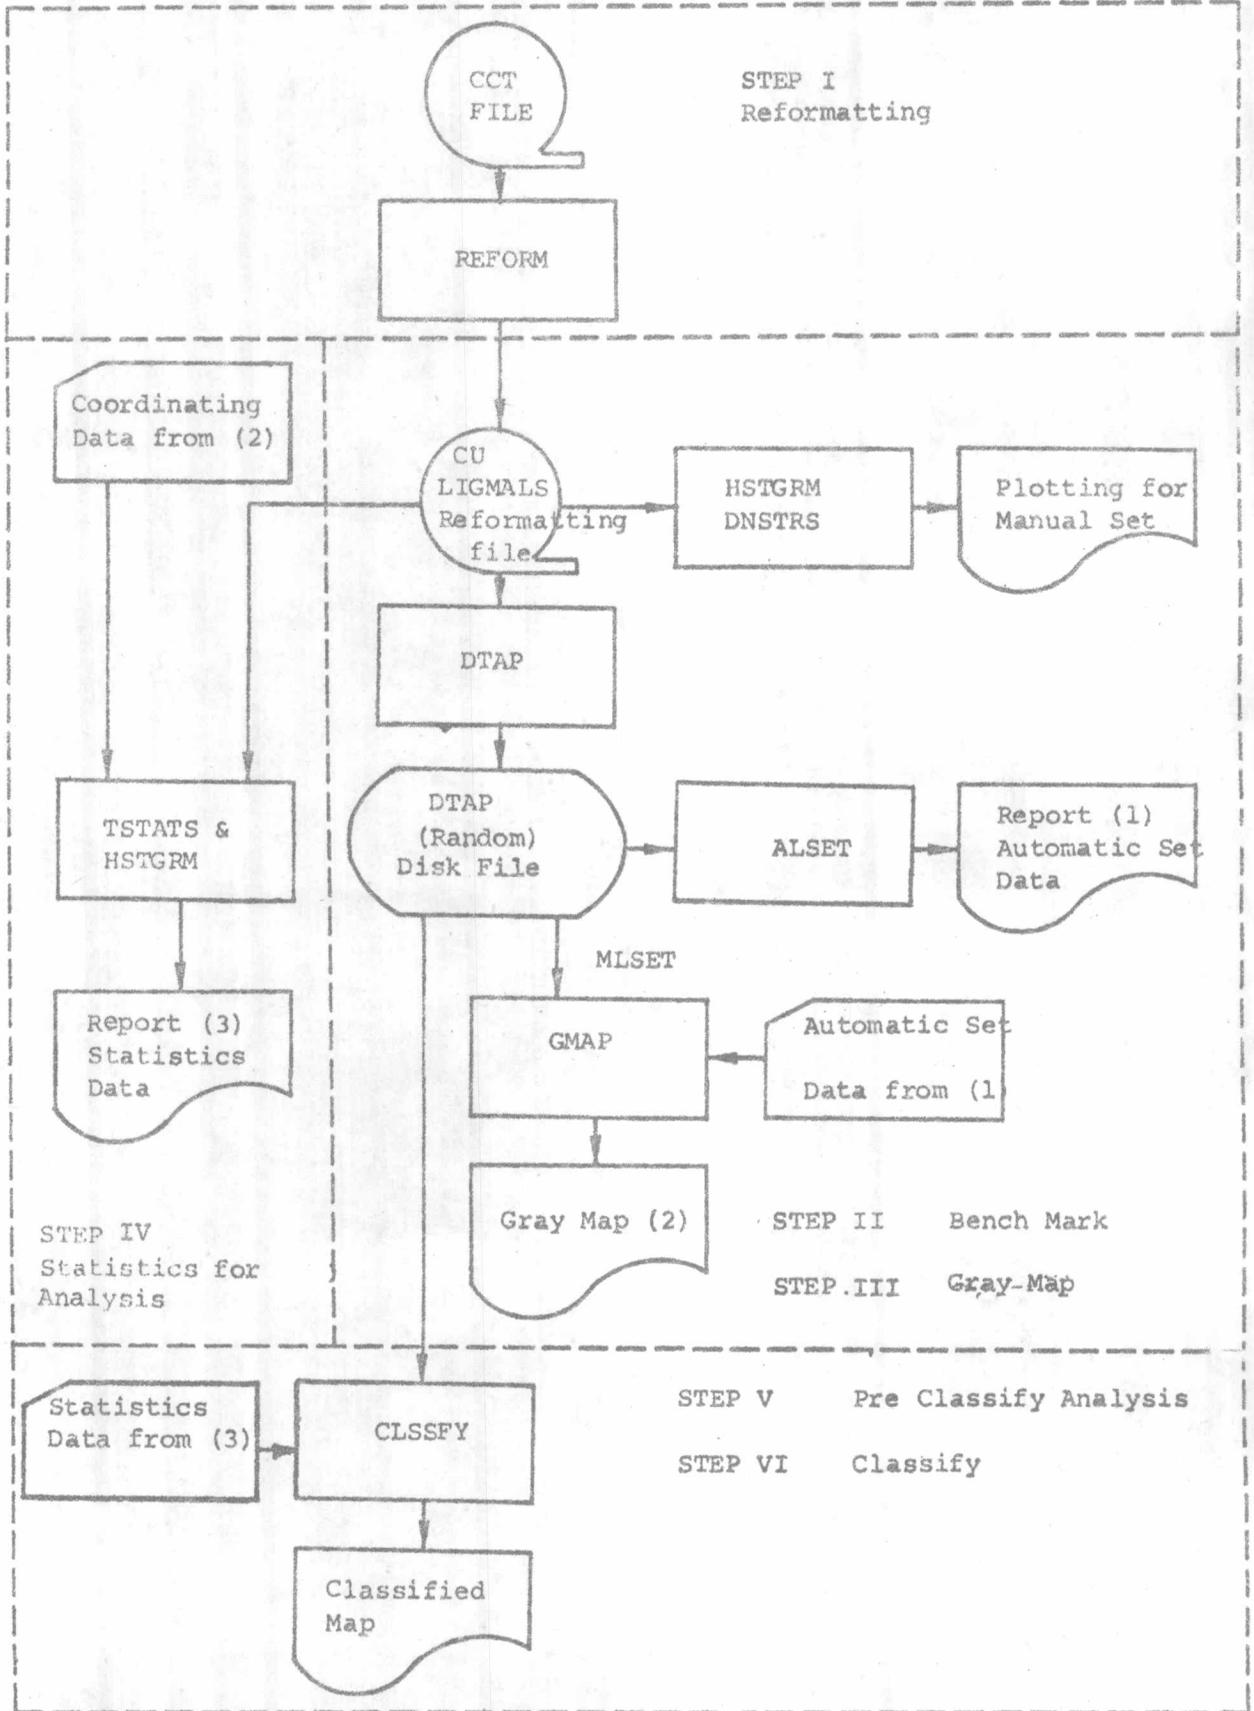 CCT
FILE
STEP I
Reformatting
REFORM
Coordinating
Data from (2)
CU
LIGMALS
Reformatting
file
HSTGRM
DNSTRS
Plotting for
Manual Set
DTAP
TSTATS &
HSTGRM
DTAP
(Random)
Disk File
ALSET
Report (1)
Automatic Set
Data
MLSET
Report (3)
Statistics
Data
GMAP
Automatic Set
Data from (1)
Gray Map (2)
STEP II Bench Mark
STEP.III Gray-Map
STEP IV
Statistics for
Analysis
Statistics
Data from (3)
CLSSFY
STEP V Pre Classify Analysis
STEP VI Classify
Classified
Map